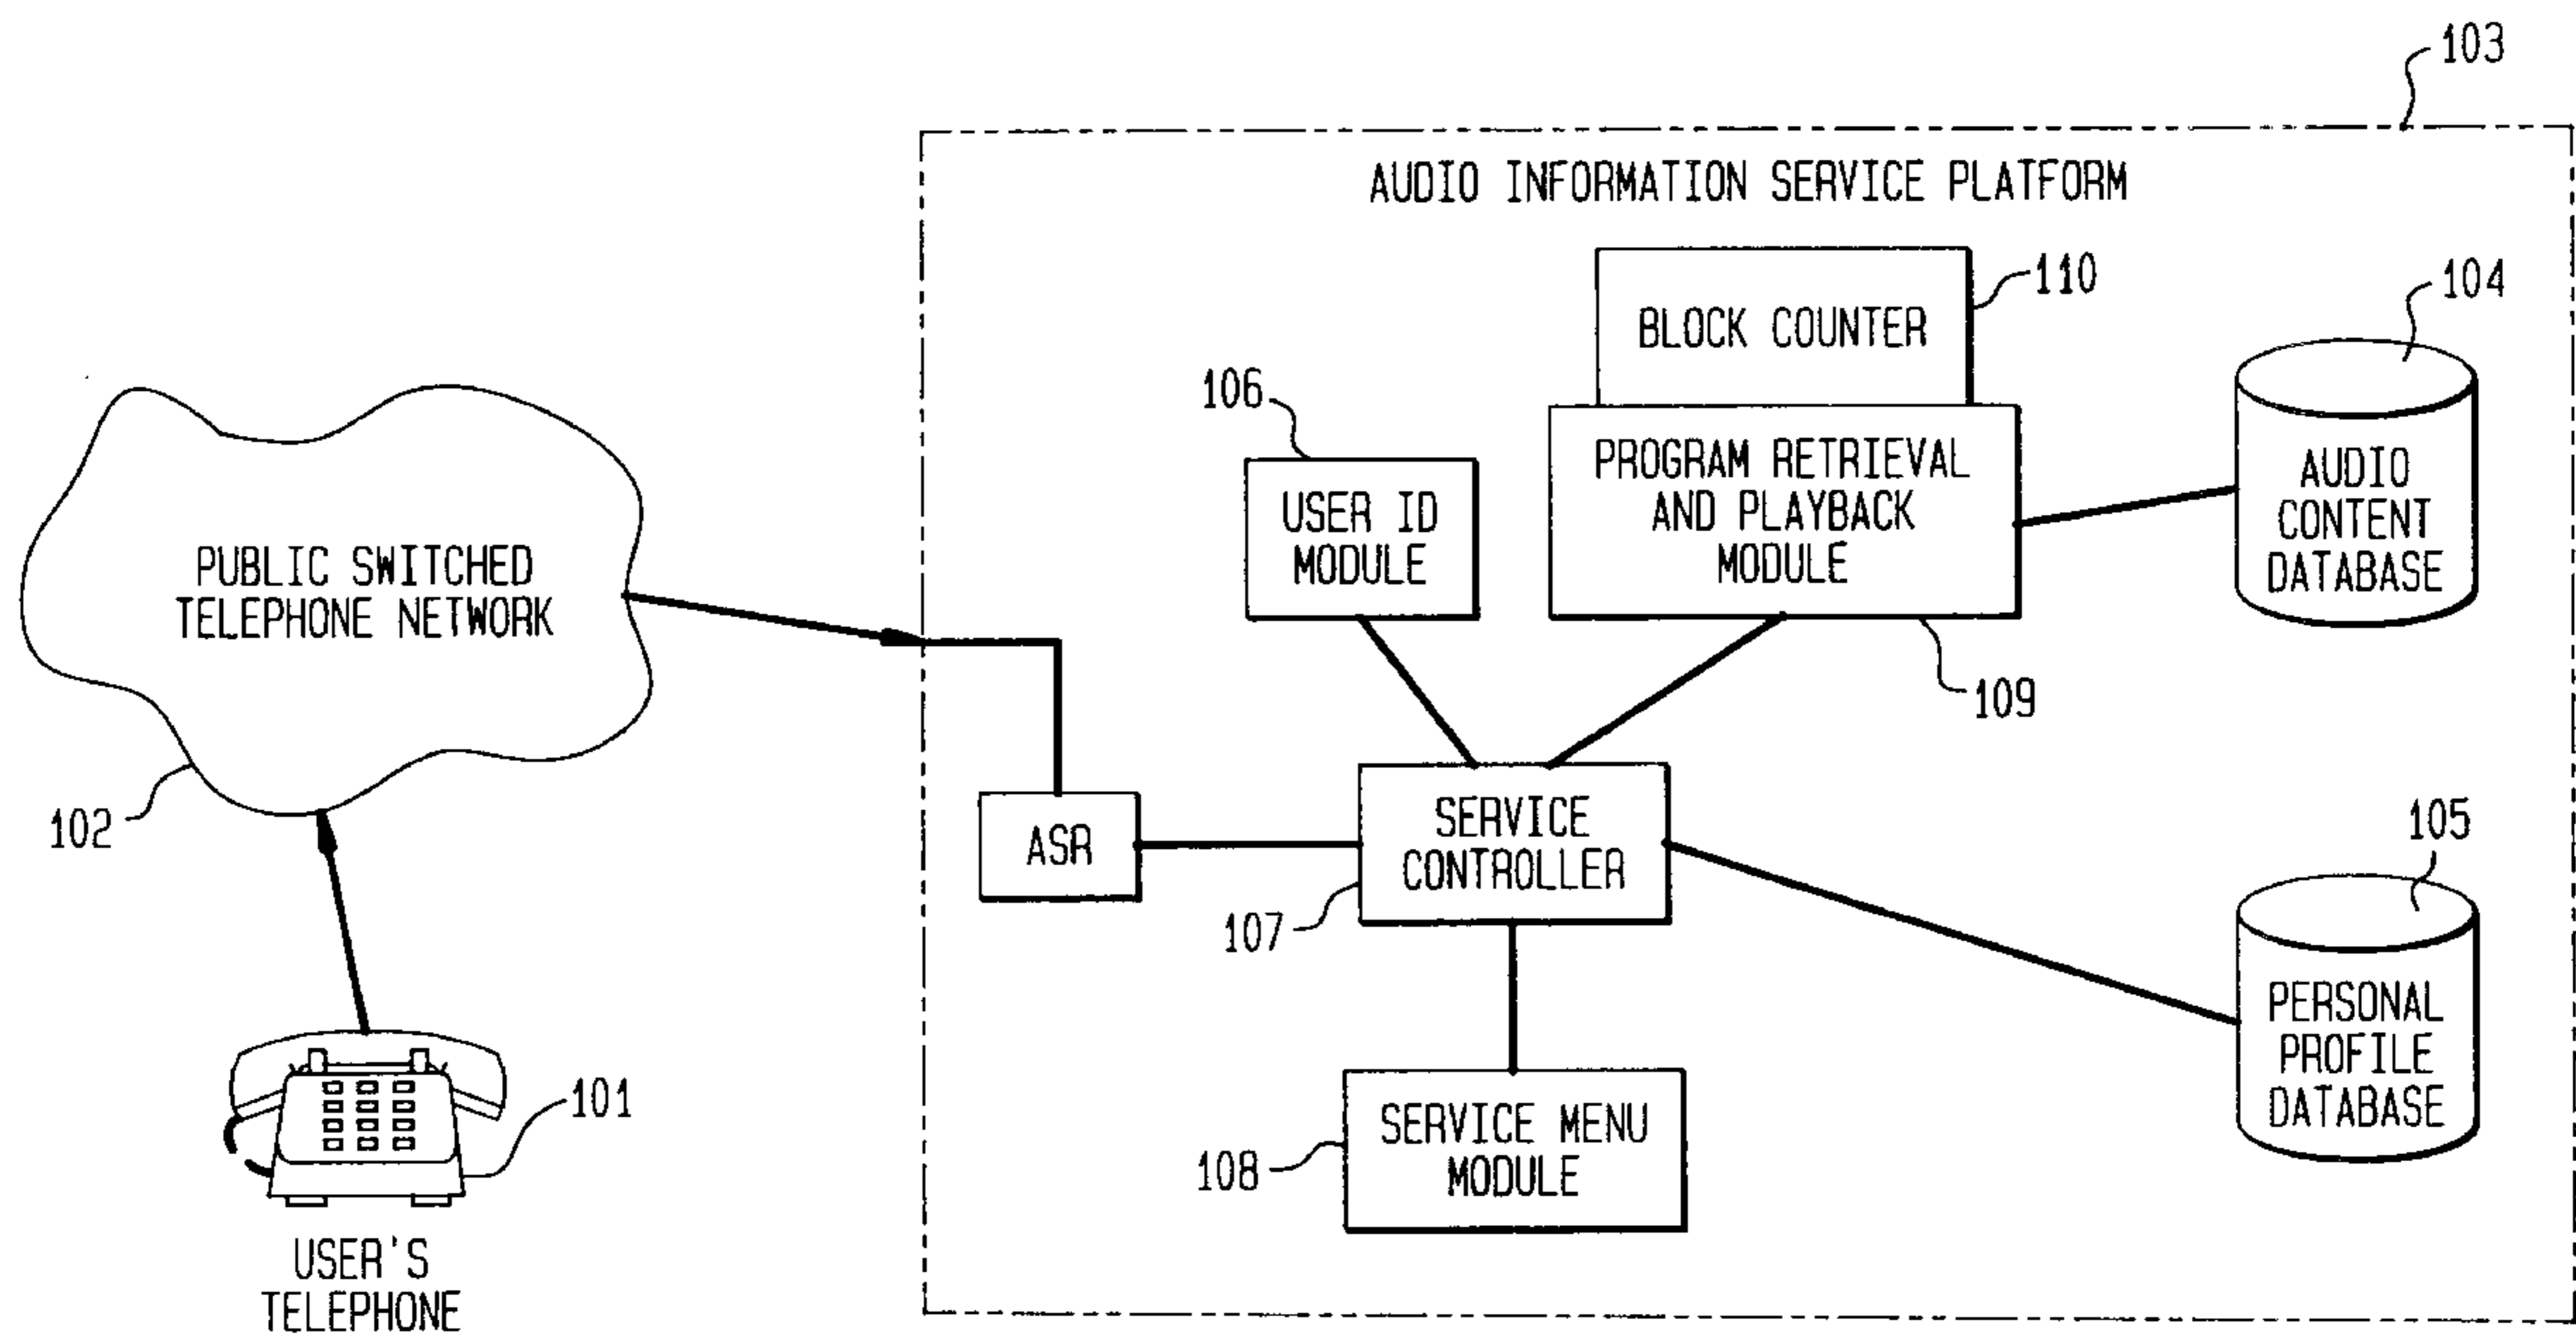 103
AUDIO INFORMATION SERVICE PLATFORM
110
BLOCK COUNTER
104
106
PROGRAM RETRIEVAL
AND PLAYBACK
MODULE
USER ID
MODULE
AUDIO
CONTENT
DATABASE
PUBLIC SWITCHED
TELEPHONE NETWORK
109
102
ASR
SERVICE
CONTROLLER
107
105
PERSONAL
PROFILE
DATABASE
101
SERVICE MENU
MODULE
108
USER'S
TELEPHONE